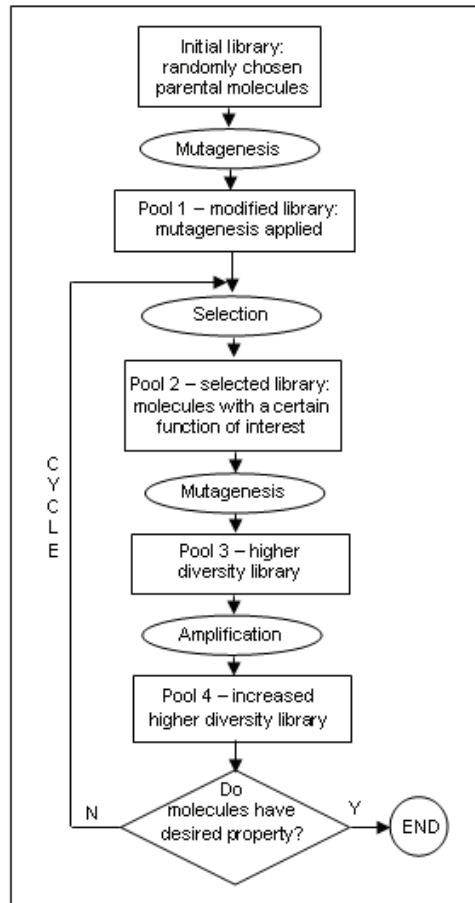 Initial library:
randomly chosen
parental molecules
Mutagenesis
Pool 1 – modified library:
mutagenesis applied
Selection
Pool 2 – selected library:
molecules with a certain
function of interest
CYCLE
Mutagenesis
Pool 3 – higher
diversity library
Amplification
Pool 4 – increased
higher diversity library
Do
molecules have
desired property?
N
Y
END